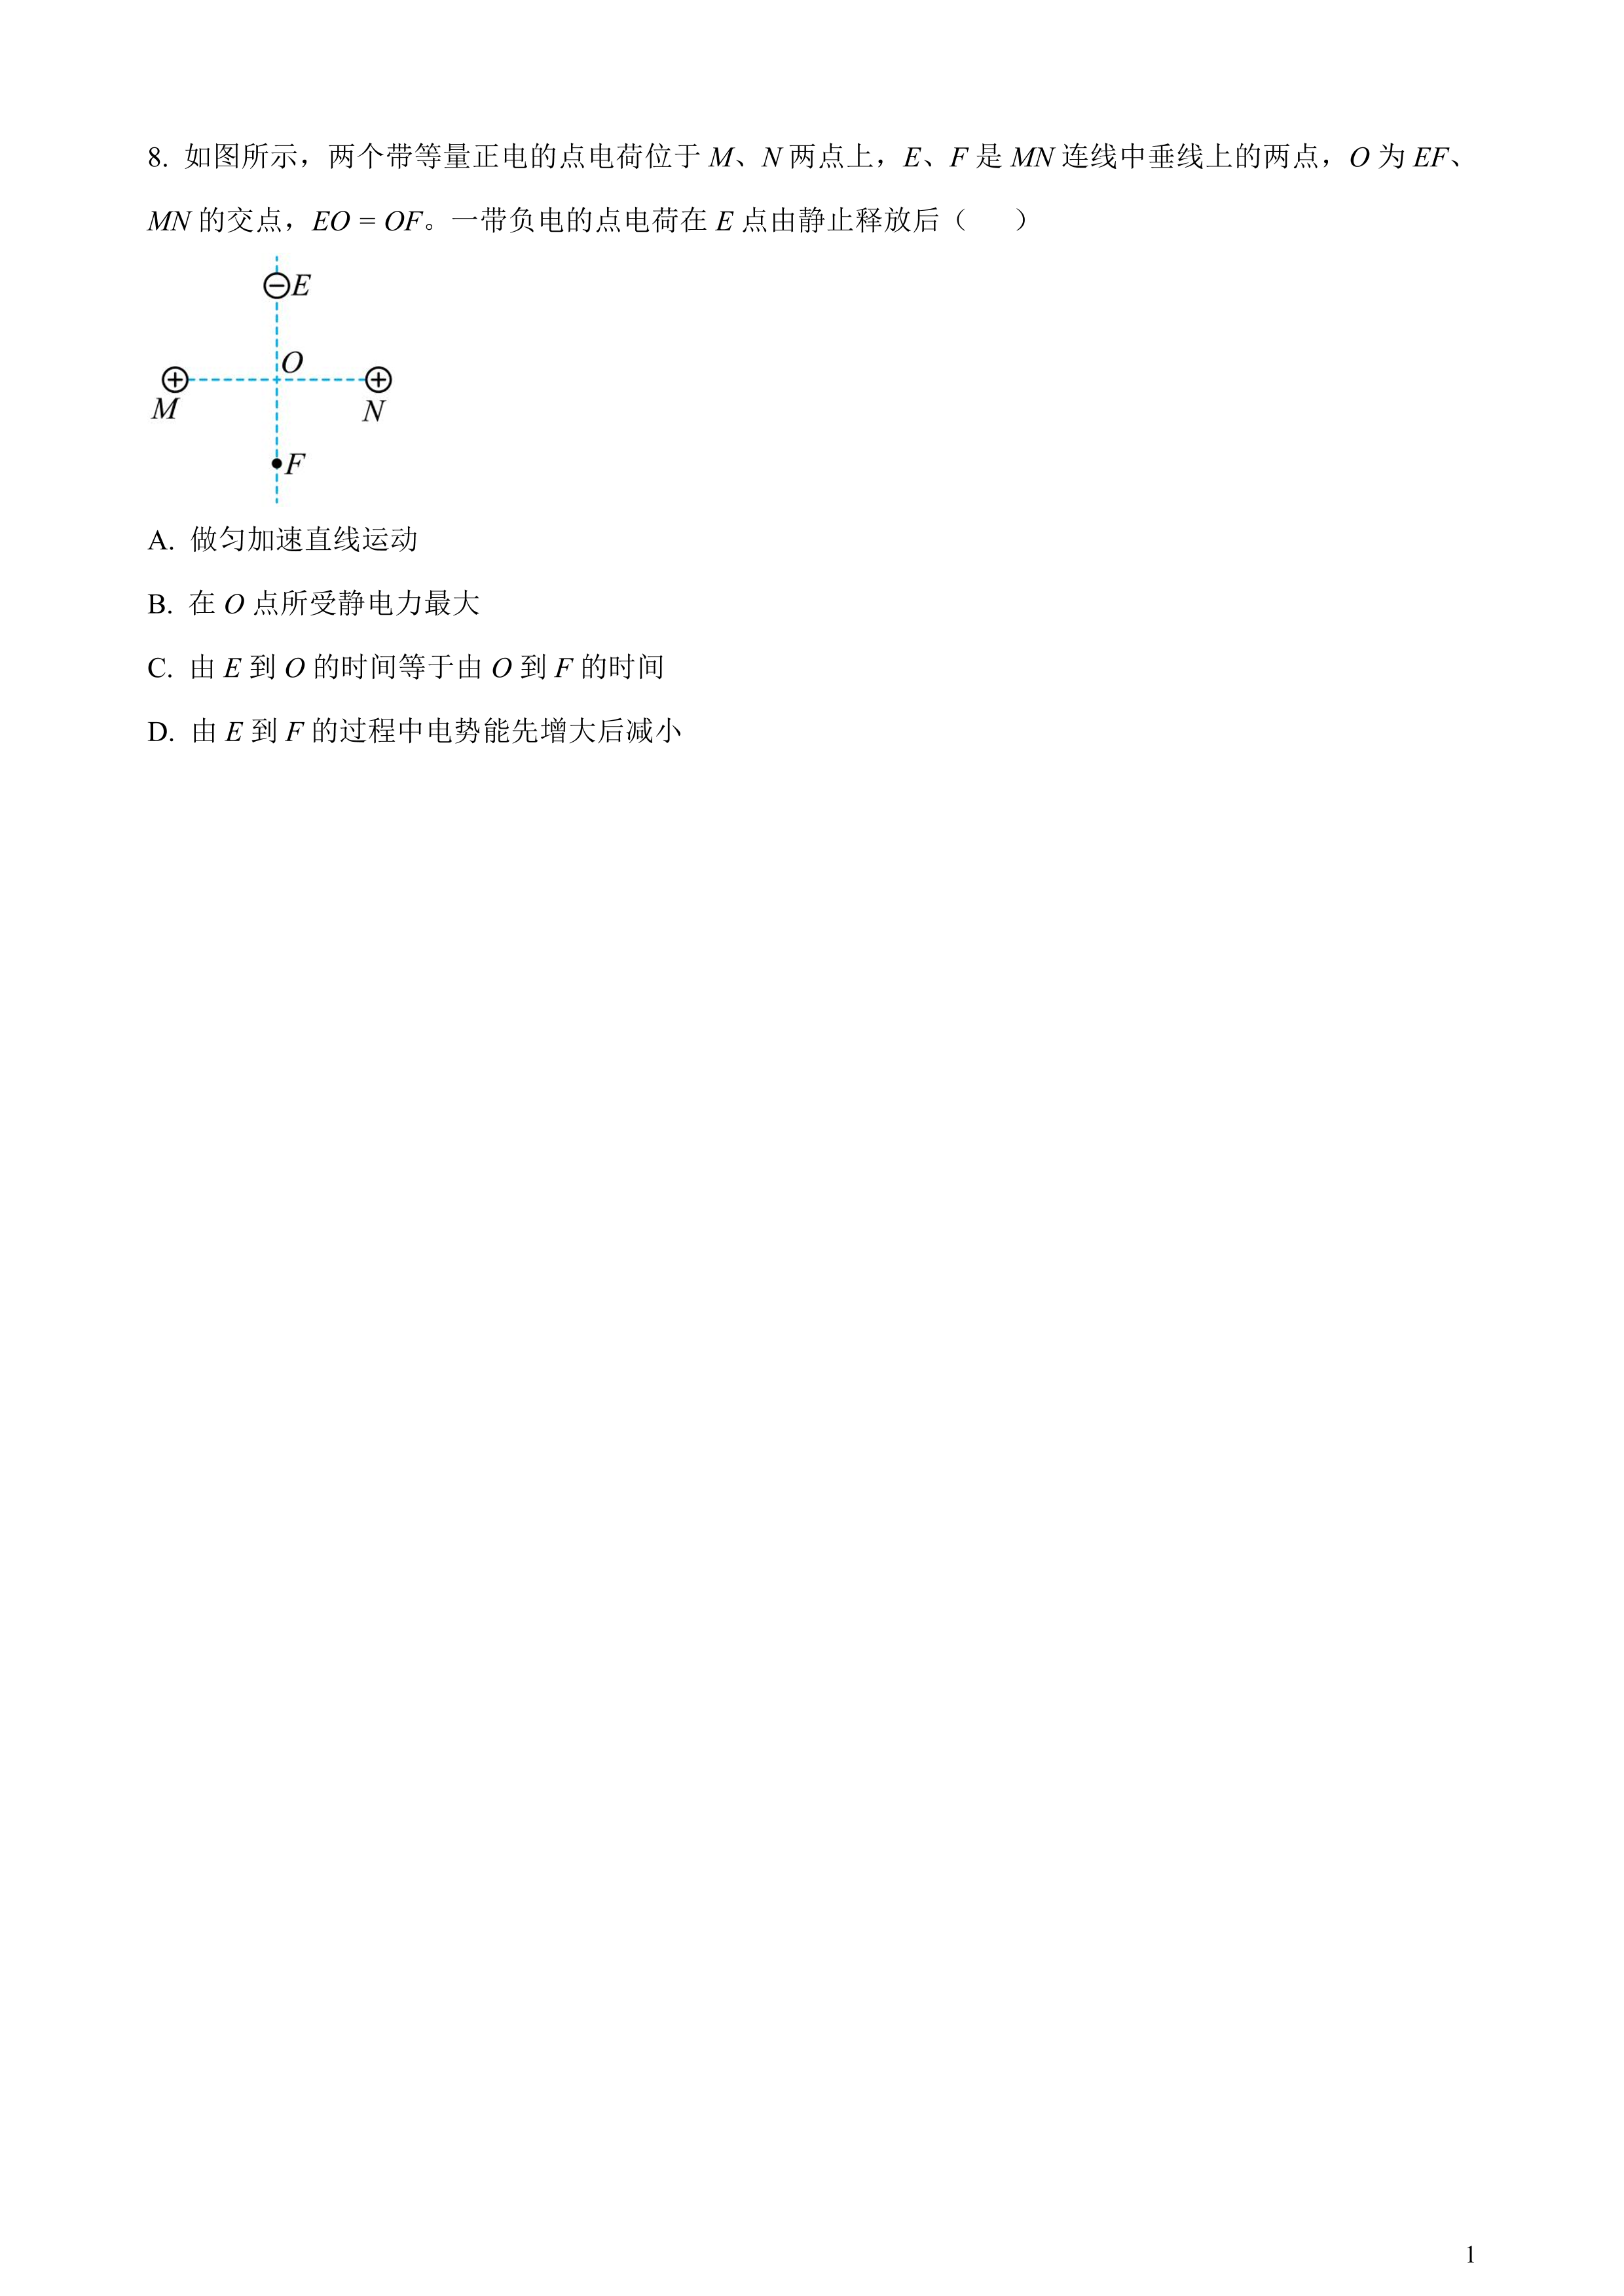 8. 如图所示，两个带等量正电的点电荷位于 M、N 两点上，E、F 是 MN 连线中垂线上的两点，O 为 EF、
MN 的交点，EO = OF。一带负电的点电荷在 E 点由静止释放后（　　）
E
O
M
N
F
A. 做匀加速直线运动
B. 在 O 点所受静电力最大
C. 由 E 到 O 的时间等于由 O 到 F 的时间
D. 由 E 到 F 的过程中电势能先增大后减小
1